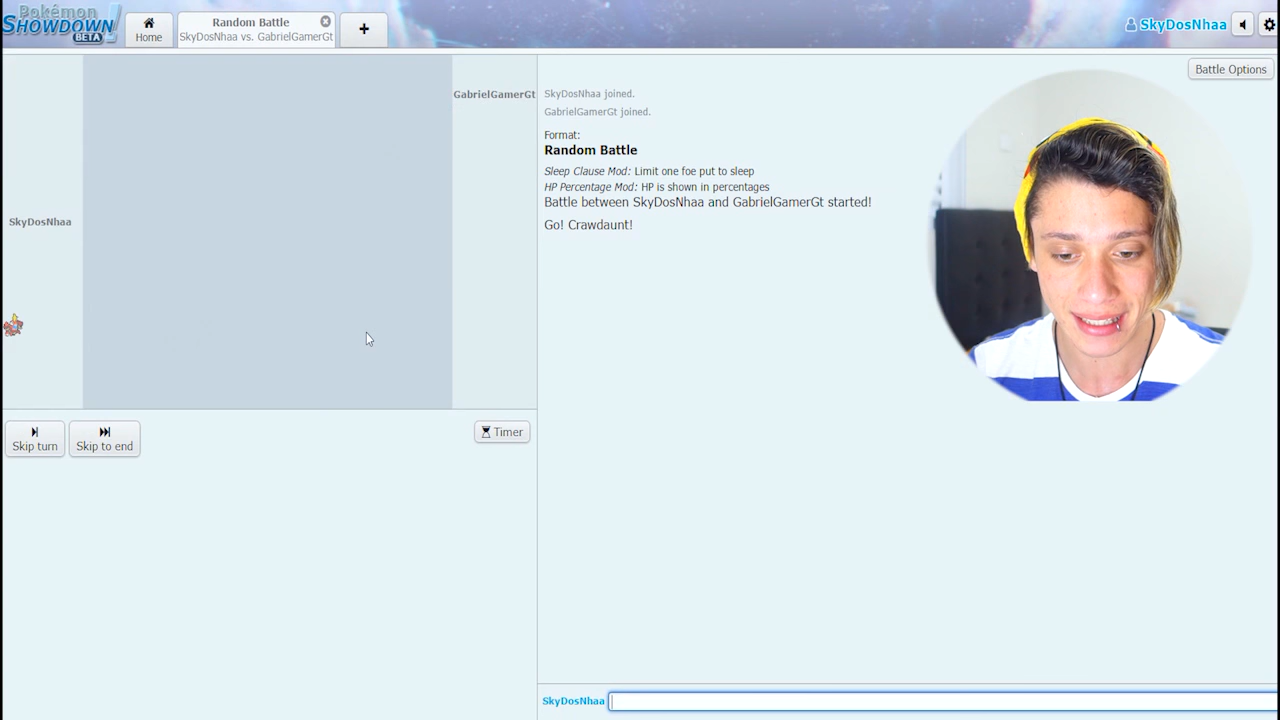 Pokémon
SHOWDOWN!
BETA
Home
Random Battle
SkyDosNhaa vs. GabrielGamerGt
+
SkyDosNhaa
Battle Options
GabrielGamerGt
SkyDosNhaa
SkyDosNhaa joined.
GabrielGamerGt joined.
Format:
Random Battle
Sleep Clause Mod: Limit one foe put to sleep
HP Percentage Mod: HP is shown in percentages
Battle between SkyDosNhaa and GabrielGamerGt started!
Go! Crawdaunt!
Skip turn
Skip to end
Timer
SkyDosNhaa